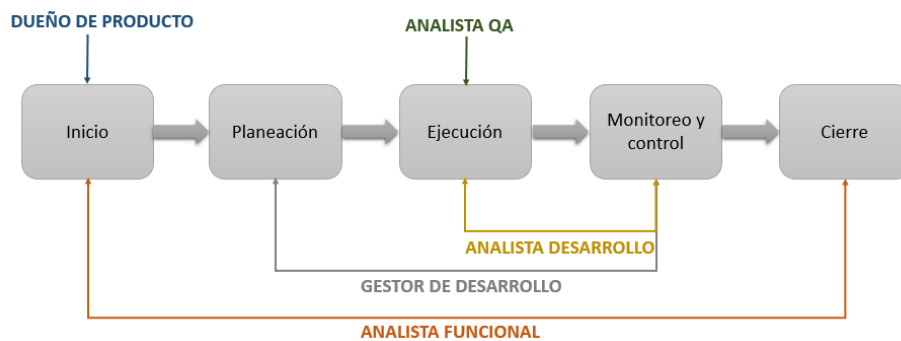 DUEÑO DE PRODUCTO
ANALISTA QA
Inicio
Planeación
Ejecución
Monitoreo y
control
Cierre
ANALISTA DESARROLLO
GESTOR DE DESARROLLO
ANALISTA FUNCIONAL